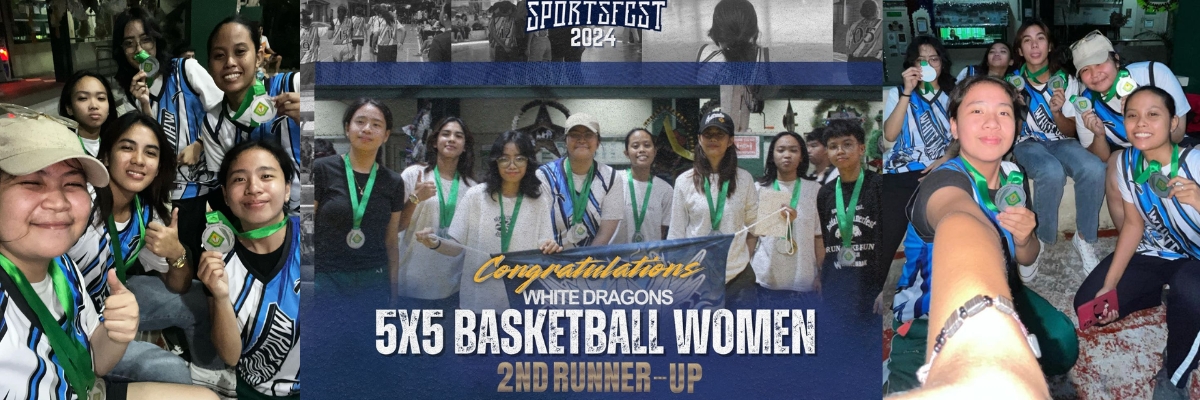 SPORTSFEST
2024
Congratulations
WHITE DRAGONS
5X5 BASKETBALL WOMEN
2ND RUNNER-UP